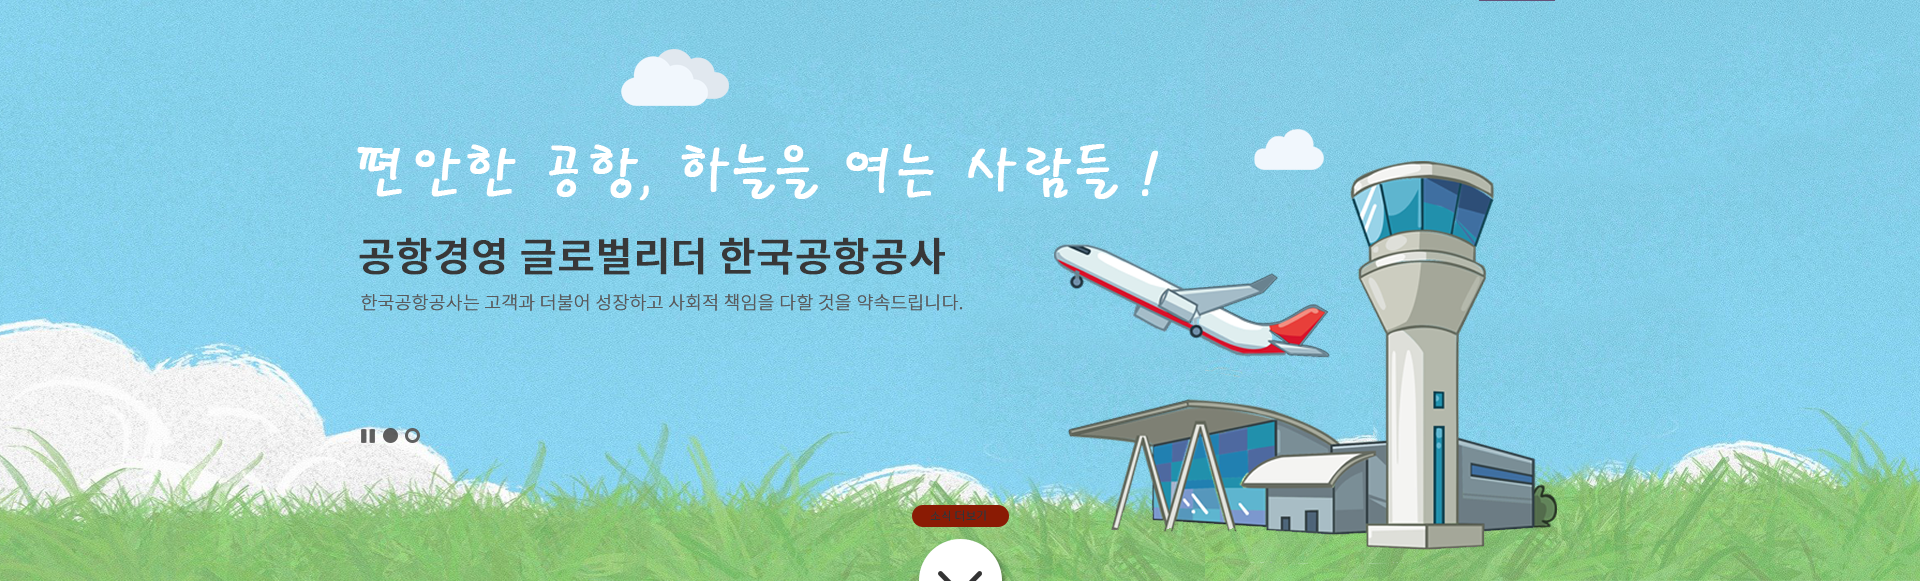 편안한 공항, 하늘을 여는 사람들!
공항경영 글로벌리더 한국공항공사
한국공항공사는 고객과 더불어 성장하고 사회적 책임을 다할 것을 약속드립니다.